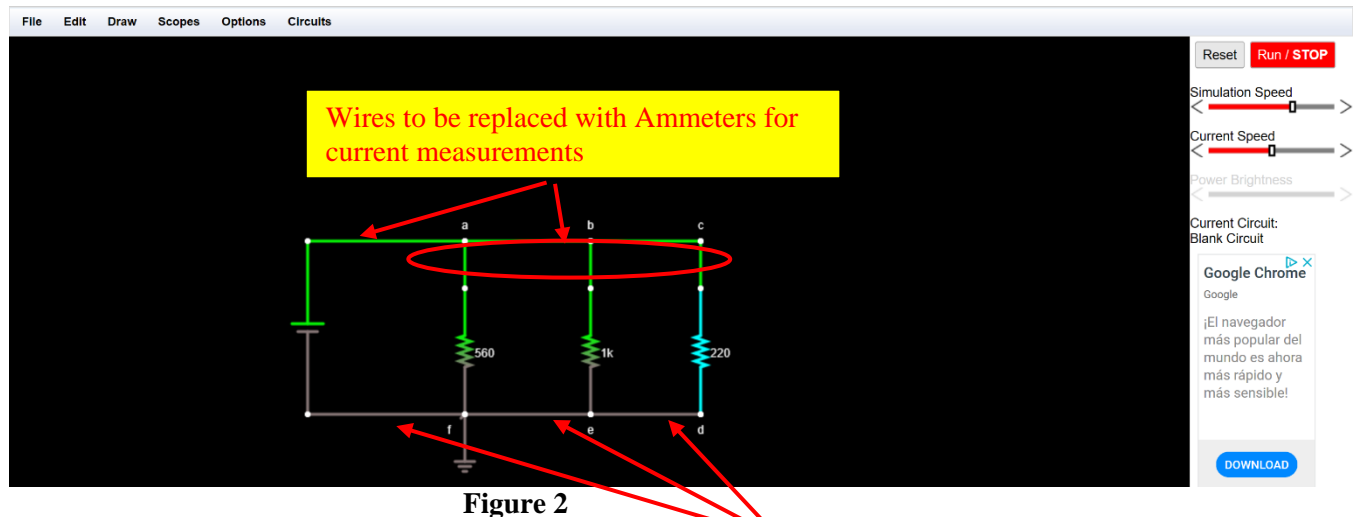 File Edit Draw Scopes Options Circuits
Reset Run / STOP
Simulation Speed
Current Speed
Power Brightness
Current Circuit:
Blank Circuit
Wires to be replaced with Ammeters for
current measurements
a b c
560 1k 220
f e d
Google Chrome
Google
¡El navegador
más popular del
mundo es ahora
más rápido y
más sensible!
DOWNLOAD
Figure 2